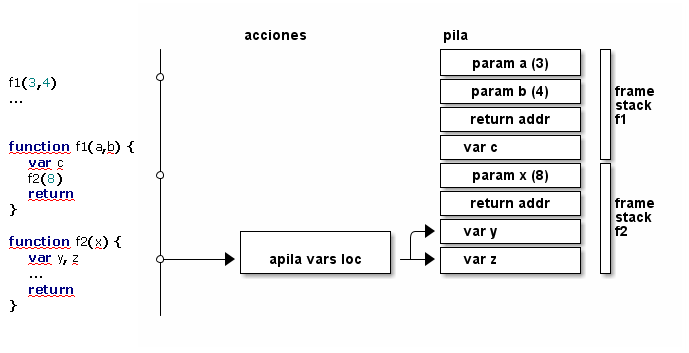 acciones
pila
f1(3,4)
...
function f1(a,b) {
var c
f2(8)
return
}
function f2(x) {
var y, z
...
return
}
apila vars loc
param a (3)
param b (4)
return addr
var c
param x (8)
return addr
var y
var z
frame
stack
f1
frame
stack
f2